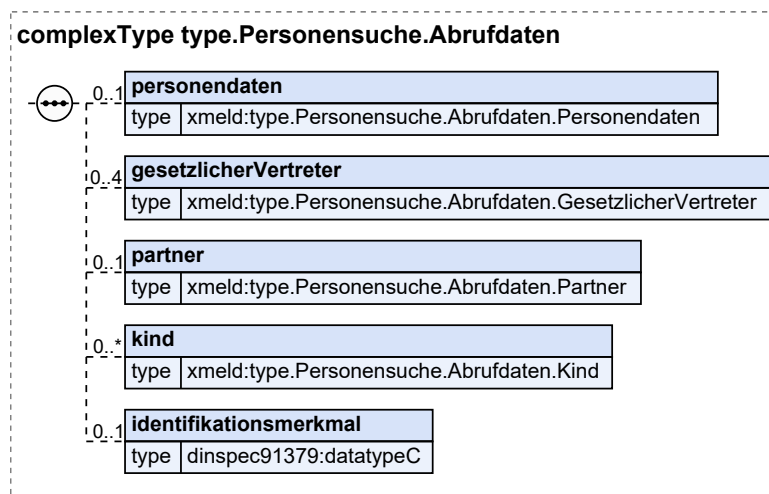 complexType type.Personensuche.Abrufdaten
0..1 personendaten
type xmeld:type.Personensuche.Abrufdaten.Personendaten
0..4 gesetzlicherVertreter
type xmeld:type.Personensuche.Abrufdaten.GesetzlicherVertreter
0..1 partner
type xmeld:type.Personensuche.Abrufdaten.Partner
0..* kind
type xmeld:type.Personensuche.Abrufdaten.Kind
0..1 identifikationsmerkmal
type dinspec91379:datatypeC